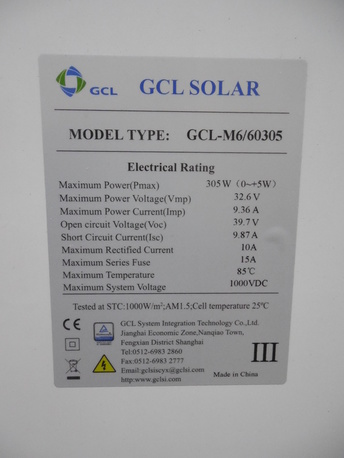 GCL GCL SOLAR
MODEL TYPE: GCL-M6/60305
Electrical Rating
Maximum Power(Pmax) 305W (0~+5W)
Maximum Power Voltage(Vmp) 32.6 V
Maximum Power Current(Imp) 9.36 A
Open circuit Voltage(Voc) 39.7 V
Short Circuit Current(Isc) 9.87 A
Maximum Rectified Current 10A
Maximum Series Fuse 15A
Maximum Temperature 85℃
Maximum System Voltage 1000VDC
Tested at STC:1000W/m²;AM1.5;Cell temperature 25℃
GCL System Integration Technology Co.,Ltd.
Jianghai Economic Zone,Nanqiao Town,
Fengxian District Shanghai
Tel:0512-6983 2860
Fax:0512-6983 2777
Email:gclsiscyx@gclsi.com
http:www.gclsi.com
CE
III
Made in China